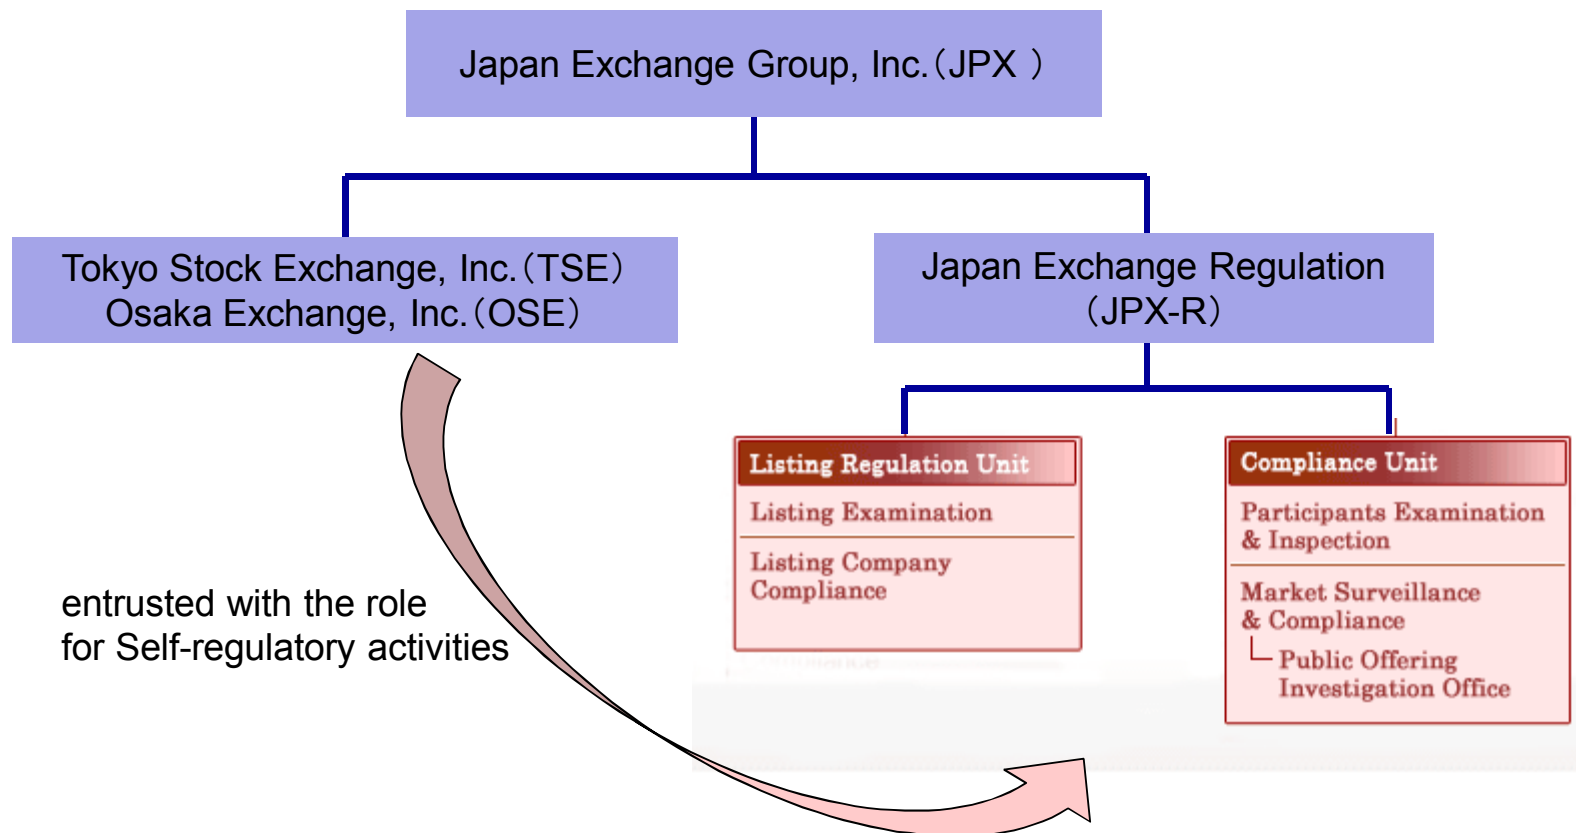 Japan Exchange Group, Inc.（JPX ）
Tokyo Stock Exchange, Inc.（TSE）
Osaka Exchange, Inc.（OSE）
Japan Exchange Regulation
（JPX-R）
Listing Regulation Unit
Listing Examination
Listing Company
Compliance
Compliance Unit
Participants Examination
& Inspection
Market Surveillance
& Compliance
Public Offering
Investigation Office
entrusted with the role
for Self-regulatory activities